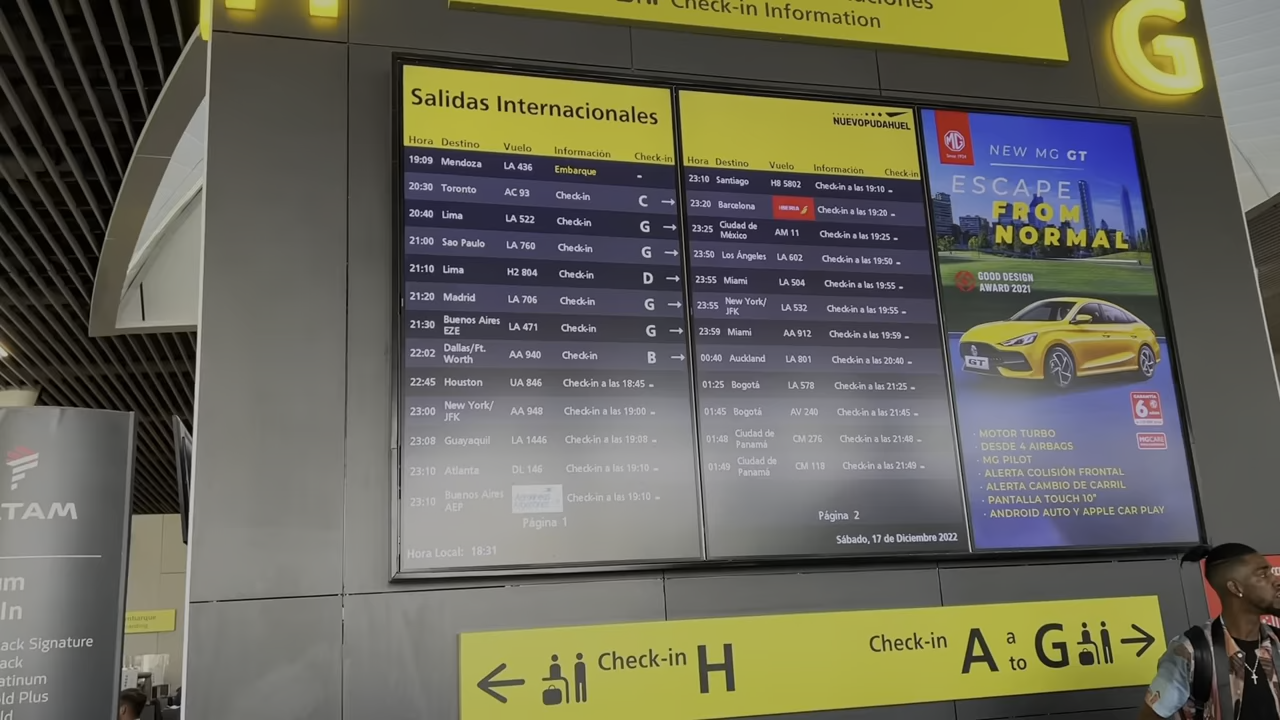 Check-in Information
G
Salidas Internacionales
Hora Destino Vuelo Información Check-in
19:09 Mendoza LA 436 Embarque -
20:30 Toronto AC 93 Check-in C →
20:40 Lima LA 522 Check-in G →
21:00 Sao Paulo LA 760 Check-in G →
21:10 Lima H2 804 Check-in D →
21:20 Madrid LA 706 Check-in G →
21:30 Buenos Aires EZE LA 471 Check-in G →
22:02 Dallas/Ft. Worth AA 940 Check-in B →
22:45 Houston UA 846 Check-in a las 18:45 -
23:00 New York/ JFK AA 948 Check-in a las 19:00 -
23:08 Guayaquil LA 1446 Check-in a las 19:08 -
23:10 Atlanta DL 146 Check-in a las 19:10 -
23:10 Buenos Aires AEP Check-in a las 19:10 -
Página 1
Hora Local: 18:31
NUEVOPUDAHUEL
Hora Destino Vuelo Información Check-in
23:10 Santiago H8 5802 Check-in a las 19:10 -
23:20 Barcelona IBERIA Check-in a las 19:20 -
23:25 Ciudad de México AM 11 Check-in a las 19:25 -
23:50 Los Ángeles LA 602 Check-in a las 19:50 -
23:55 Miami LA 504 Check-in a las 19:55 -
23:55 New York/ JFK LA 532 Check-in a las 19:55 -
23:59 Miami AA 912 Check-in a las 19:59 -
00:40 Auckland LA 801 Check-in a las 20:40 -
01:25 Bogotá LA 578 Check-in a las 21:25 -
01:45 Bogotá AV 240 Check-in a las 21:45 -
01:48 Ciudad de Panamá CM 276 Check-in a las 21:48 -
01:49 Ciudad de Panamá CM 118 Check-in a las 21:49 -
Página 2
Sábado, 17 de Diciembre 2022
MG
NEW MG GT
ESCAPE
FROM
NORMAL
GOOD DESIGN
AWARD 2021
GT
GARANTÍA
6
MGCARE
· MOTOR TURBO
· DESDE 4 AIRBAGS
· MG PILOT
· ALERTA COLISIÓN FRONTAL
· ALERTA CAMBIO DE CARRIL
· PANTALLA TOUCH 10"
· ANDROID AUTO Y APPLE CAR PLAY
← Check-in H
Check-in A a to G →
ATAM
In
ack Signature
ack
atinum
old Plus